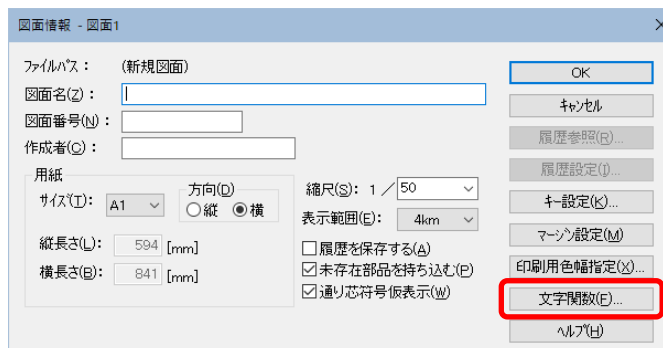 図面情報 - 図面1
ファイルパス： (新規図面)
図面名(Z)：
図面番号(N)：
作成者(C)：
用紙
サイズ(T)： A1
方向(D)
縦 横
縦長さ(L)： 594 [mm]
横長さ(B)： 841 [mm]
縮尺(S)： 1 ／ 50
表示範囲(E)： 4km
履歴を保存する(A)
未存在部品を持ち込む(P)
通り芯符号仮表示(W)
OK
キャンセル
履歴参照(R)...
履歴設定(I)...
キー設定(K)...
マージン設定(M)
印刷用色幅指定(X)...
文字関数(F)...
ヘルプ(H)